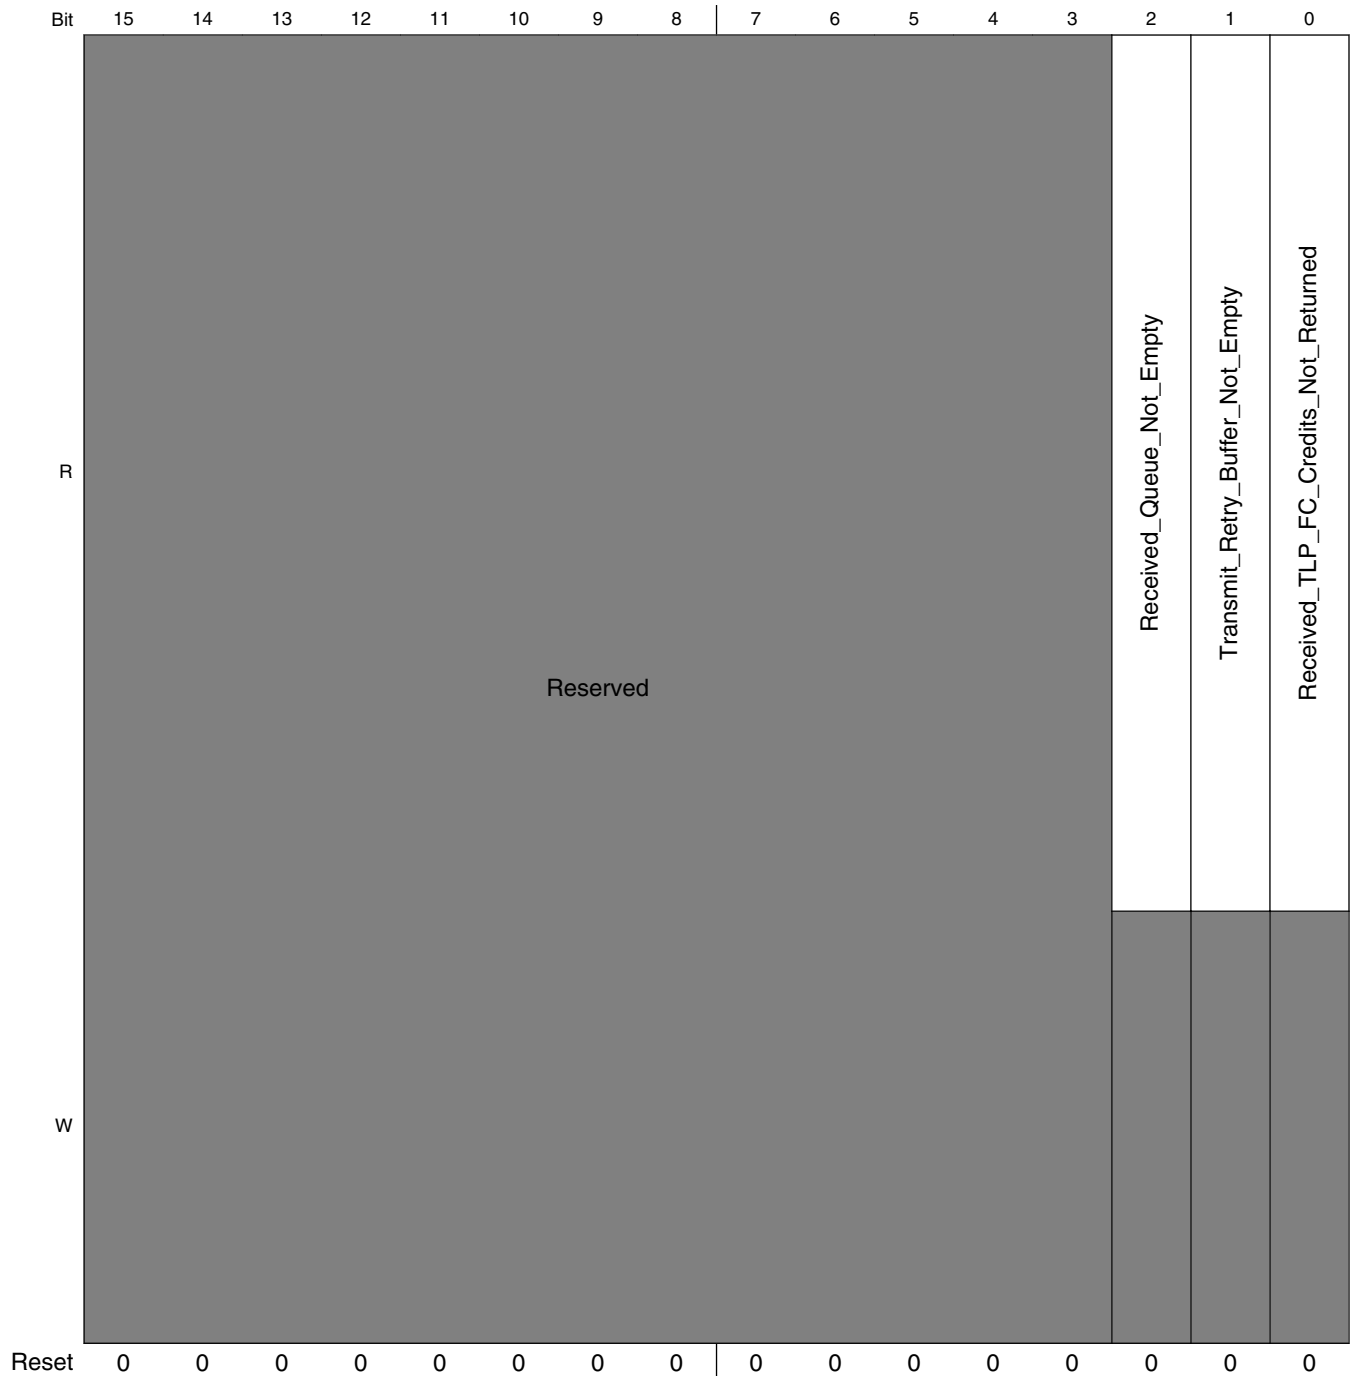 Bit 15 14 13 12 11 10 9 8 7 6 5 4 3 2 1 0
R
Reserved
Received_Queue_Not_Empty
Transmit_Retry_Buffer_Not_Empty
Received_TLP_FC_Credits_Not_Returned
W
Reset 0 0 0 0 0 0 0 0 0 0 0 0 0 0 0 0